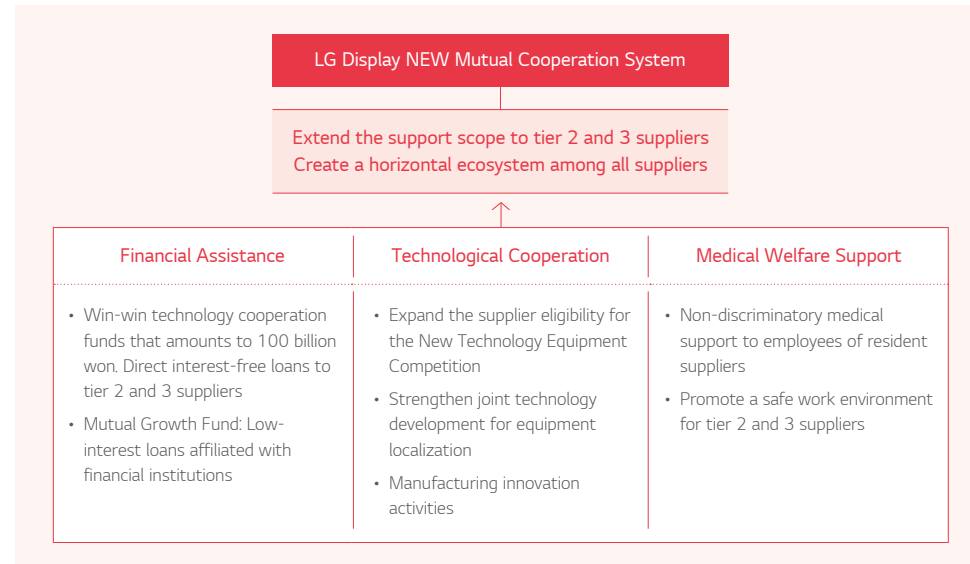 LG Display NEW Mutual Cooperation System
Extend the support scope to tier 2 and 3 suppliers
Create a horizontal ecosystem among all suppliers
Financial Assistance
• Win-win technology cooperation
funds that amounts to 100 billion
won. Direct interest-free loans to
tier 2 and 3 suppliers
• Mutual Growth Fund: Low-
interest loans affiliated with
financial institutions
Technological Cooperation
• Expand the supplier eligibility for
the New Technology Equipment
Competition
• Strengthen joint technology
development for equipment
localization
• Manufacturing innovation
activities
Medical Welfare Support
• Non-discriminatory medical
support to employees of resident
suppliers
• Promote a safe work environment
for tier 2 and 3 suppliers